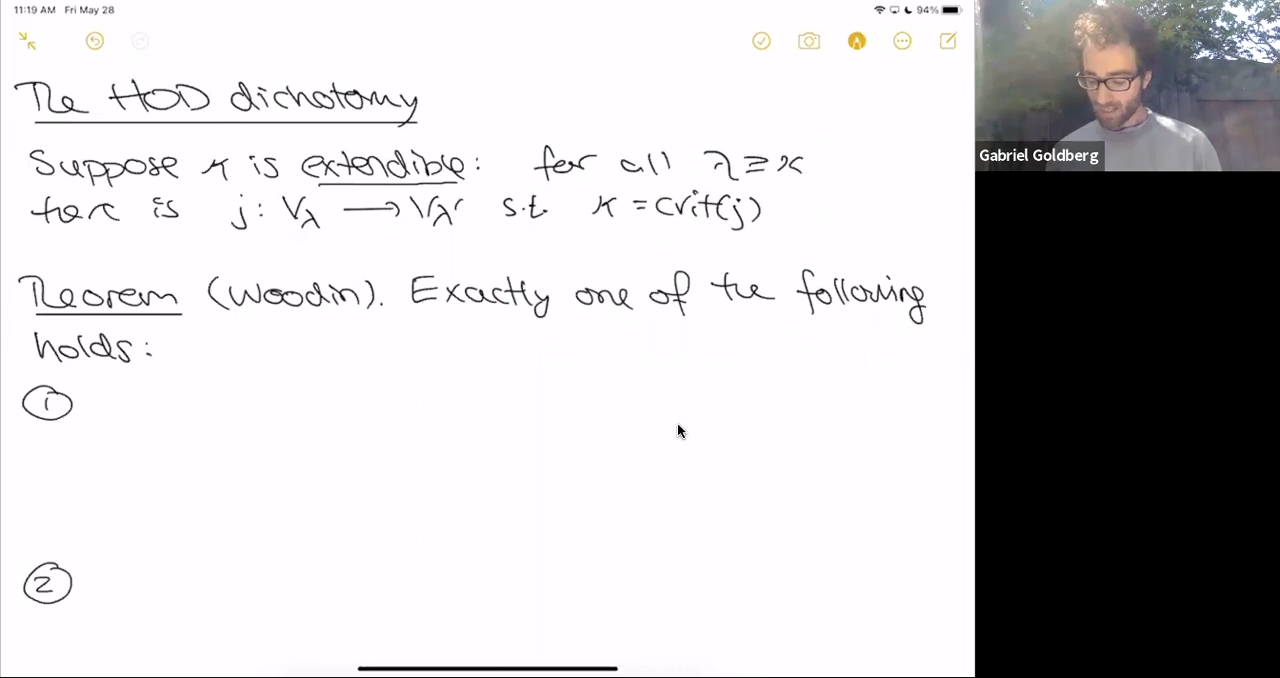 11:19 AM Fri May 28
94%
The HOD dichotomy
Suppose κ is extendible: for all λ ≥ κ
there is j: V_λ ⟶ V_λ' s.t. κ = crit(j)
Theorem (Woodin). Exactly one of the following
holds:
①
②
Gabriel Goldberg